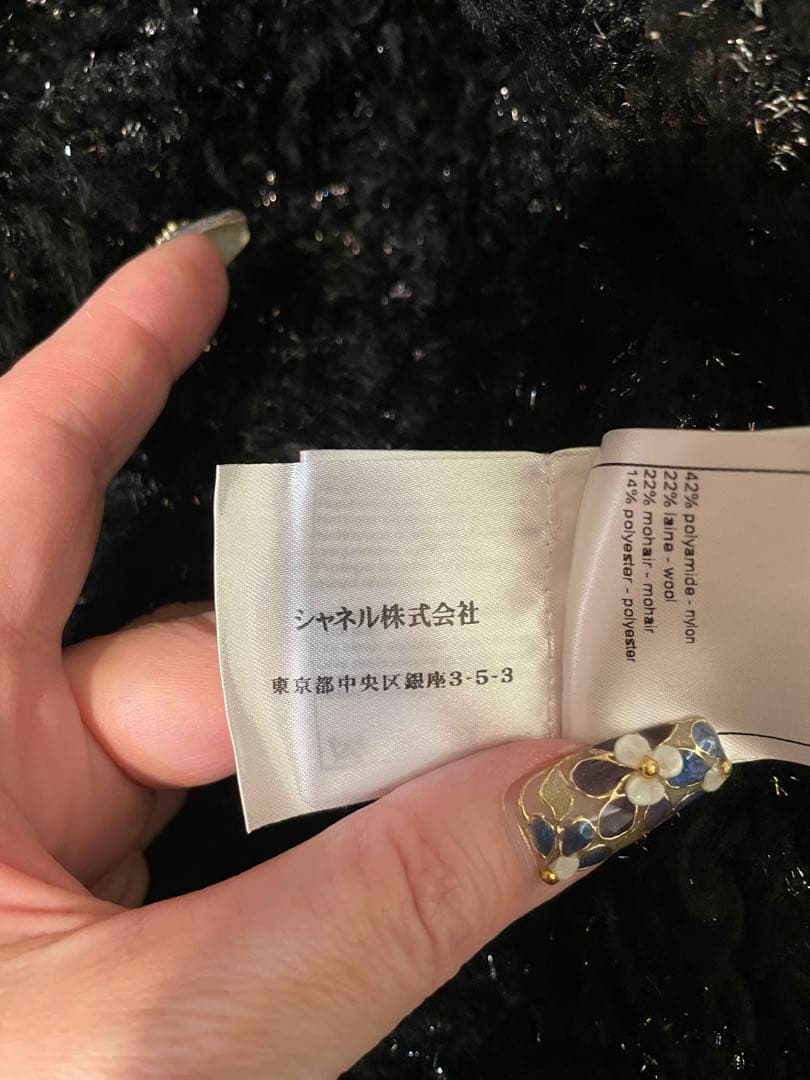 シャネル株式会社
東京都中央区銀座3-5-3
42% polyamide - nylon
22% laine - wool
22% mohair - mohair
14% polyester - polyester